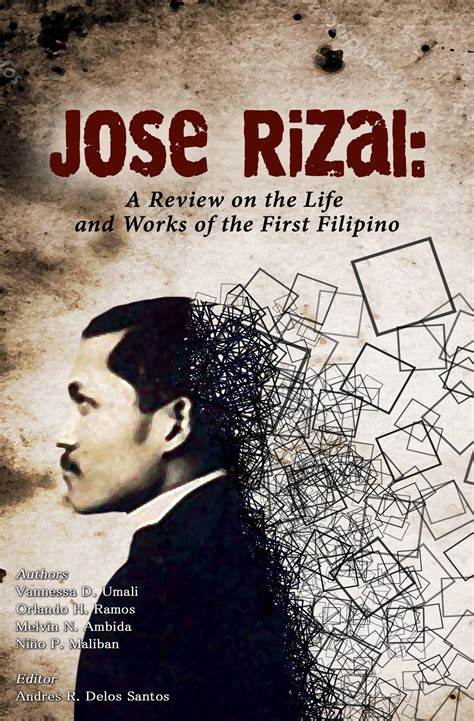 Jose Rizal:
A Review on the Life
and Works of the First Filipino
Authors
Vannessa D. Umali
Orlando H. Ramos
Melvin N. Ambida
Niño P. Maliban
Editor
Andres R. Delos Santos